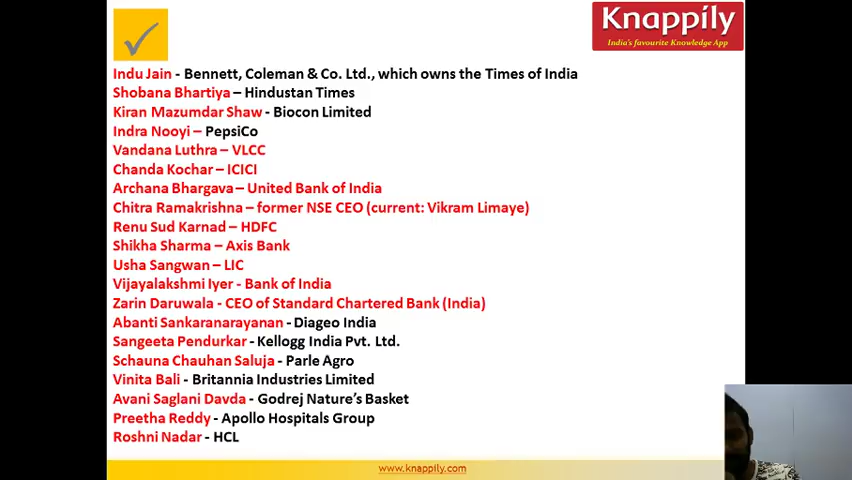 Knappily
India's favourite Knowledge App
Indu Jain - Bennett, Coleman & Co. Ltd., which owns the Times of India
Shobana Bhartiya – Hindustan Times
Kiran Mazumdar Shaw - Biocon Limited
Indra Nooyi – PepsiCo
Vandana Luthra – VLCC
Chanda Kochar – ICICI
Archana Bhargava – United Bank of India
Chitra Ramakrishna – former NSE CEO (current: Vikram Limaye)
Renu Sud Karnad – HDFC
Shikha Sharma – Axis Bank
Usha Sangwan – LIC
Vijayalakshmi Iyer - Bank of India
Zarin Daruwala - CEO of Standard Chartered Bank (India)
Abanti Sankaranarayanan - Diageo India
Sangeeta Pendurkar - Kellogg India Pvt. Ltd.
Schauna Chauhan Saluja - Parle Agro
Vinita Bali - Britannia Industries Limited
Avani Saglani Davda - Godrej Nature's Basket
Preetha Reddy - Apollo Hospitals Group
Roshni Nadar - HCL
www.knappily.com